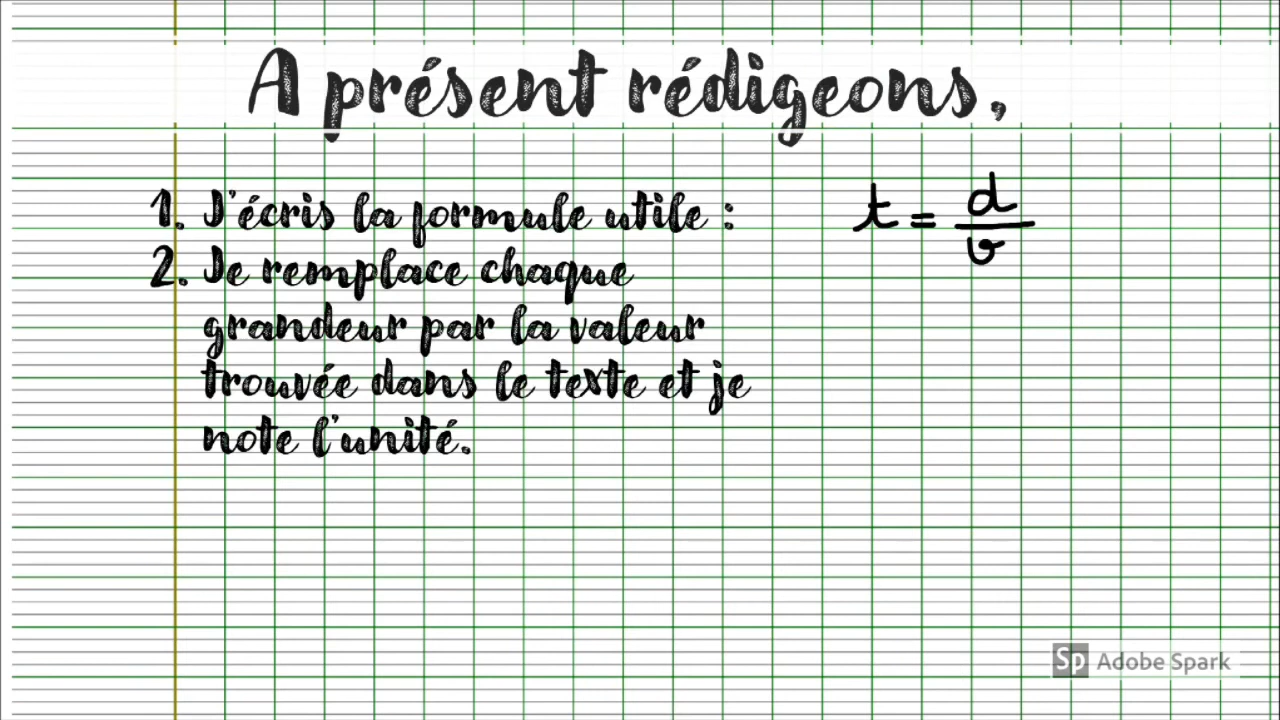 A présent rédigeons,
1. J'écris la formule utile : t = d/v
2. Je remplace chaque
grandeur par la valeur
trouvée dans le texte et je
note l'unité.
Sp Adobe Spark